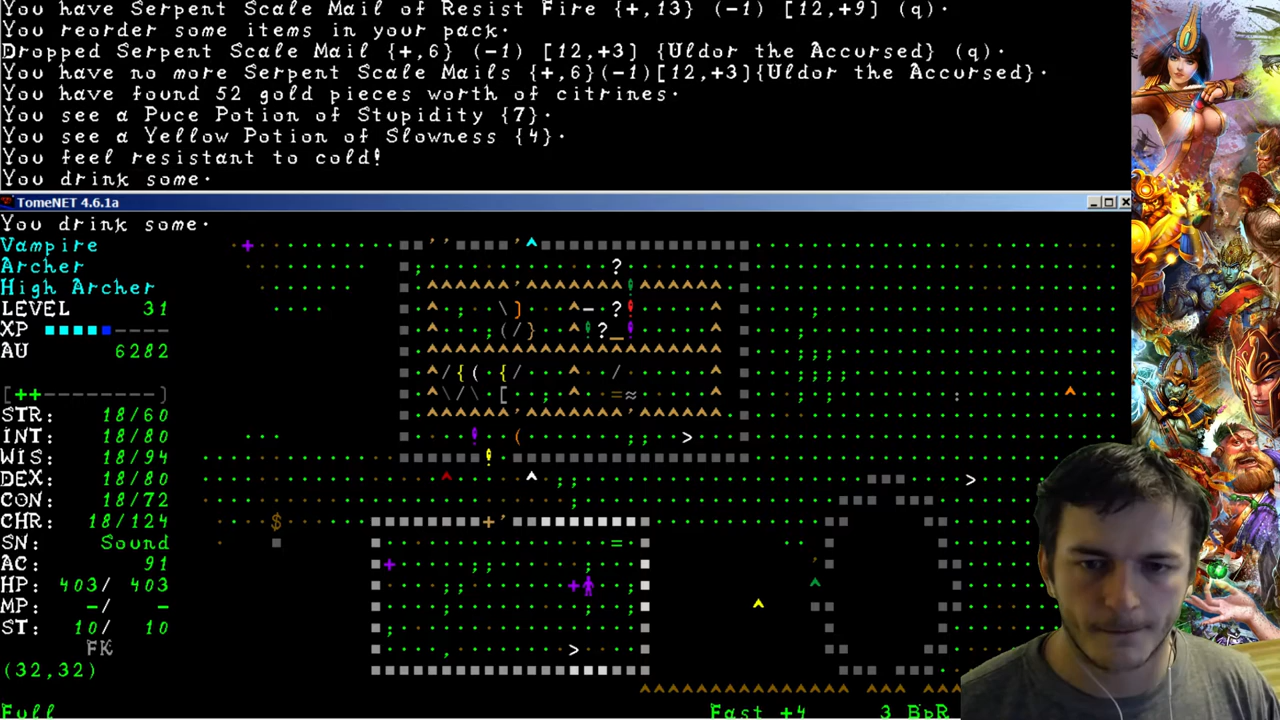 You have Serpent Scale Mail of Resist Fire {+,13} (-1) [12,+9] (q).
You reorder some items in your pack.
Dropped Serpent Scale Mail {+,6} (-1) [12,+3] {Uldor the Accursed} (q).
You have no more Serpent Scale Mails {+,6}(-1)[12,+3]{Uldor the Accursed}.
You have found 52 gold pieces worth of citrines.
You see a Puce Potion of Stupidity {7}.
You see a Yellow Potion of Slowness {4}.
You feel resistant to cold!
You drink some.
TomeNET 4.6.1a
You drink some.
Vampire
Archer
High Archer
LEVEL 31
XP
AU 6282
[++---------)
STR: 18/60
INT: 18/80
WIS: 18/94
DEX: 18/80
CON: 18/72
CHR: 18/124
SN: Sound
AC: 91
HP: 403/ 403
MP: -/ -
ST: 10/ 10
FK
(32,32)
Full Fast +4 3 BpR